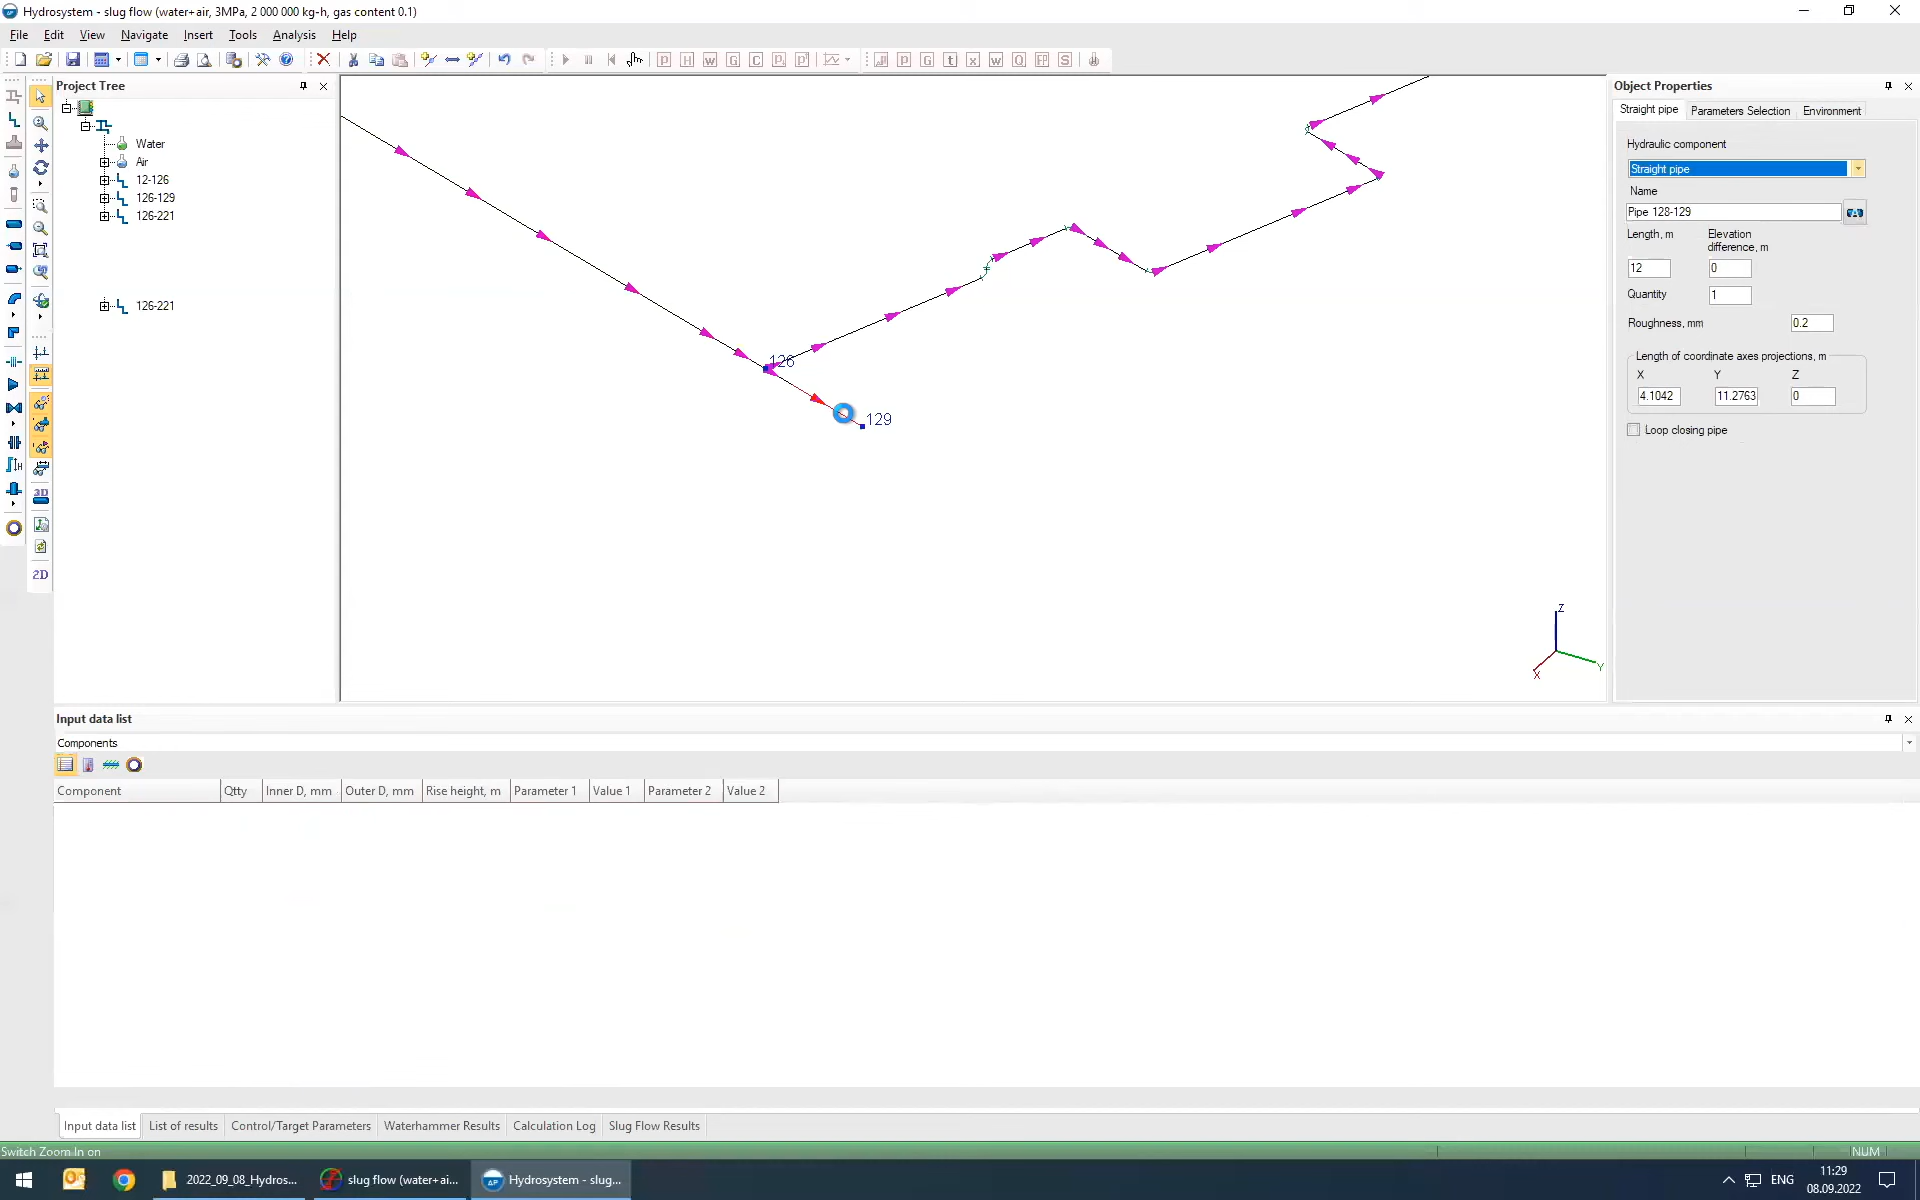 Hydrosystem - slug flow (water+air, 3MPa, 2 000 000 kg-h, gas content 0.1)
File Edit View Navigate Insert Tools Analysis Help
Project Tree
Water
Air
12-126
126-129
126-221
126-221
3D
2D
126
129
Z
Y
X
Object Properties
Straight pipe Parameters Selection Environment
Hydraulic component
Straight pipe
Name
Pipe 128-129
Length, m Elevation difference, m
12 0
Quantity 1
Roughness, mm 0.2
Length of coordinate axes projections, m
X Y Z
4.1042 11.2763 0
Loop closing pipe
Input data list
Components
Component Qtty Inner D, mm Outer D, mm Rise height, m Parameter 1 Value 1 Parameter 2 Value 2
Input data list List of results Control/Target Parameters Waterhammer Results Calculation Log Slug Flow Results
Switch Zoom In on NUM
2022_09_08_Hydros... slug flow (water+ai... Hydrosystem - slug... ENG 11:29
08.09.2022